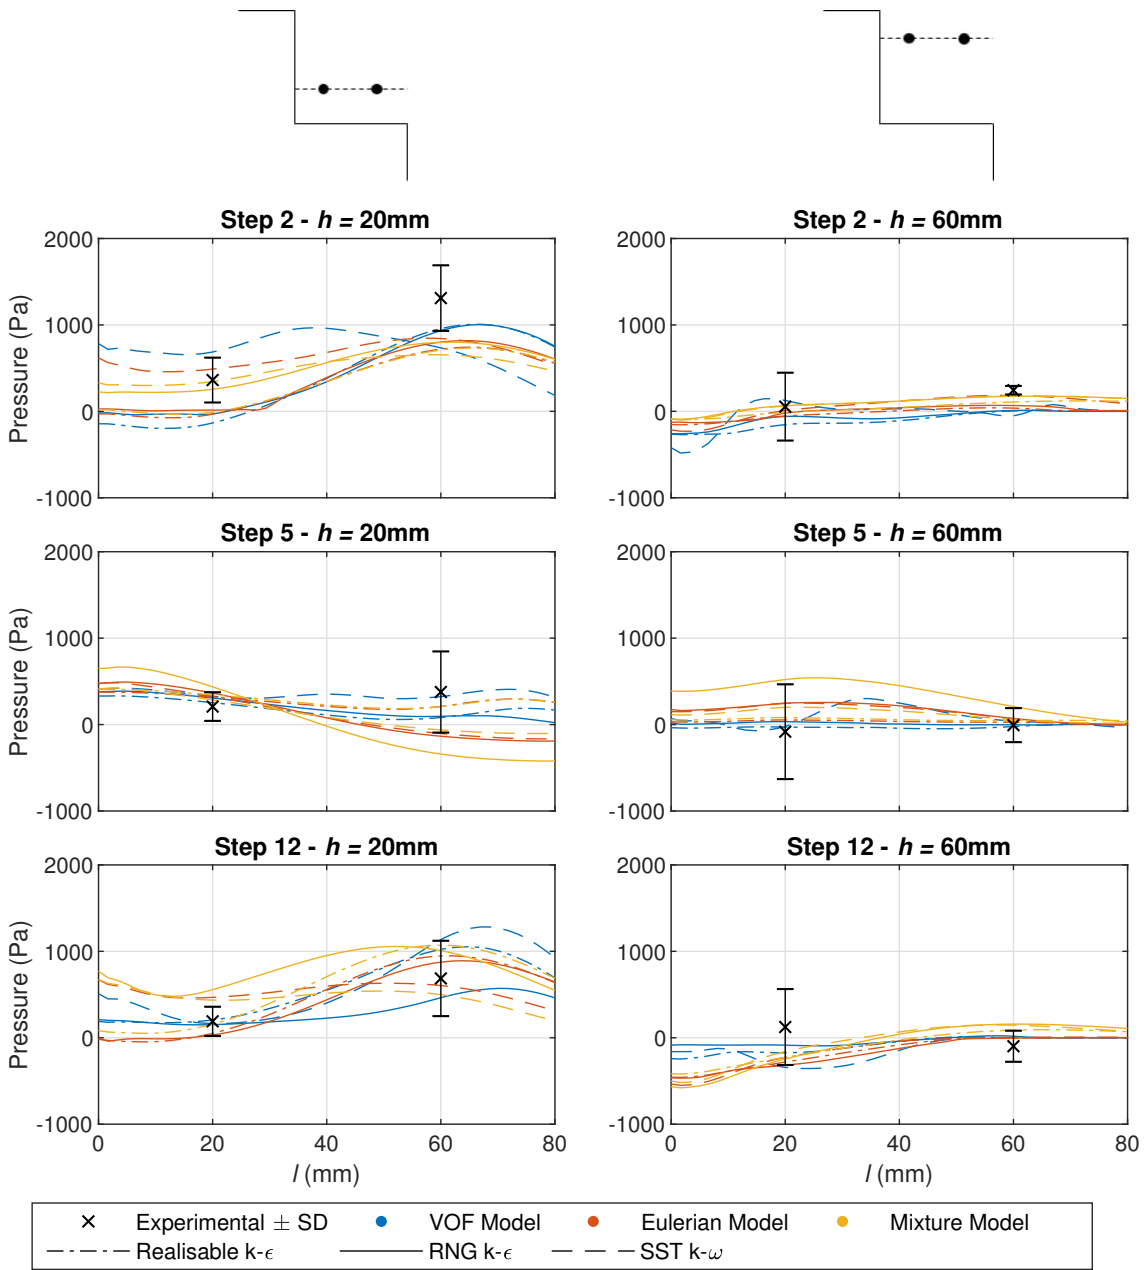 Step 2 - h = 20mm
Step 2 - h = 60mm
Pressure (Pa)
2000
1000
0
-1000
2000
1000
0
-1000
Step 5 - h = 20mm
Step 5 - h = 60mm
Pressure (Pa)
2000
1000
0
-1000
2000
1000
0
-1000
Step 12 - h = 20mm
Step 12 - h = 60mm
Pressure (Pa)
2000
1000
0
-1000
2000
1000
0
-1000
0 20 40 60 80
0 20 40 60 80
l (mm)
l (mm)
Experimental ± SD VOF Model Eulerian Model Mixture Model
Realisable k-ϵ RNG k-ϵ SST k-ω